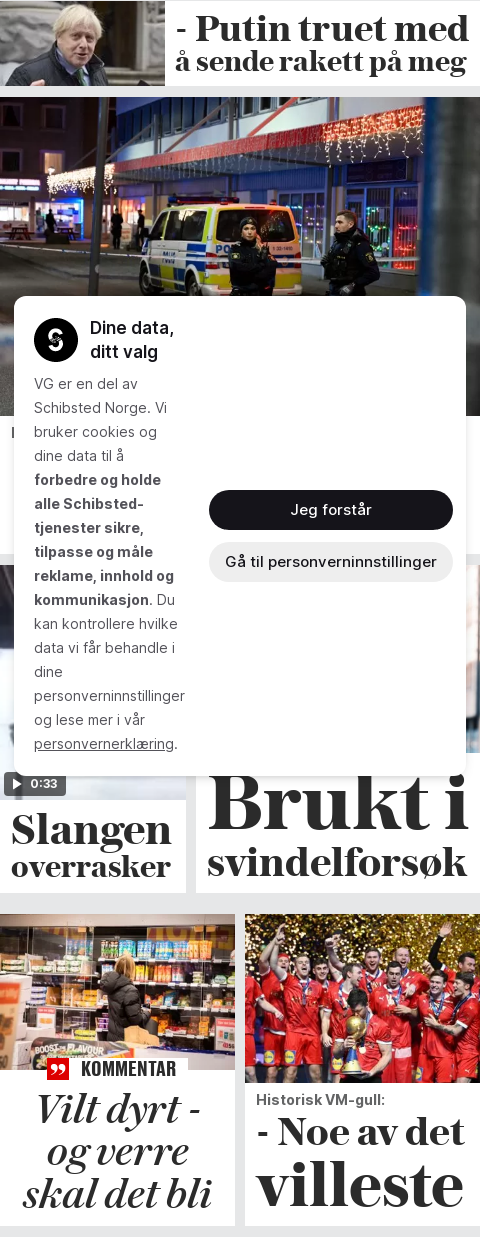 - Putin truet med
å sende rakett på meg
Dine data,
ditt valg
VG er en del av
Schibsted Norge. Vi
bruker cookies og
dine data til å
forbedre og holde
alle Schibsted-
tjenester sikre,
tilpasse og måle
reklame, innhold og
kommunikasjon. Du
kan kontrollere hvilke
data vi får behandle i
dine
personverninnstillinger
og lese mer i vår
personvernerklæring.
Jeg forstår
Gå til personverninnstillinger
0:33
Slangen
overrasker
Brukt i
svindelforsøk
KOMMENTAR
Vilt dyrt -
og verre
skal det bli
Historisk VM-gull:
- Noe av det
villeste